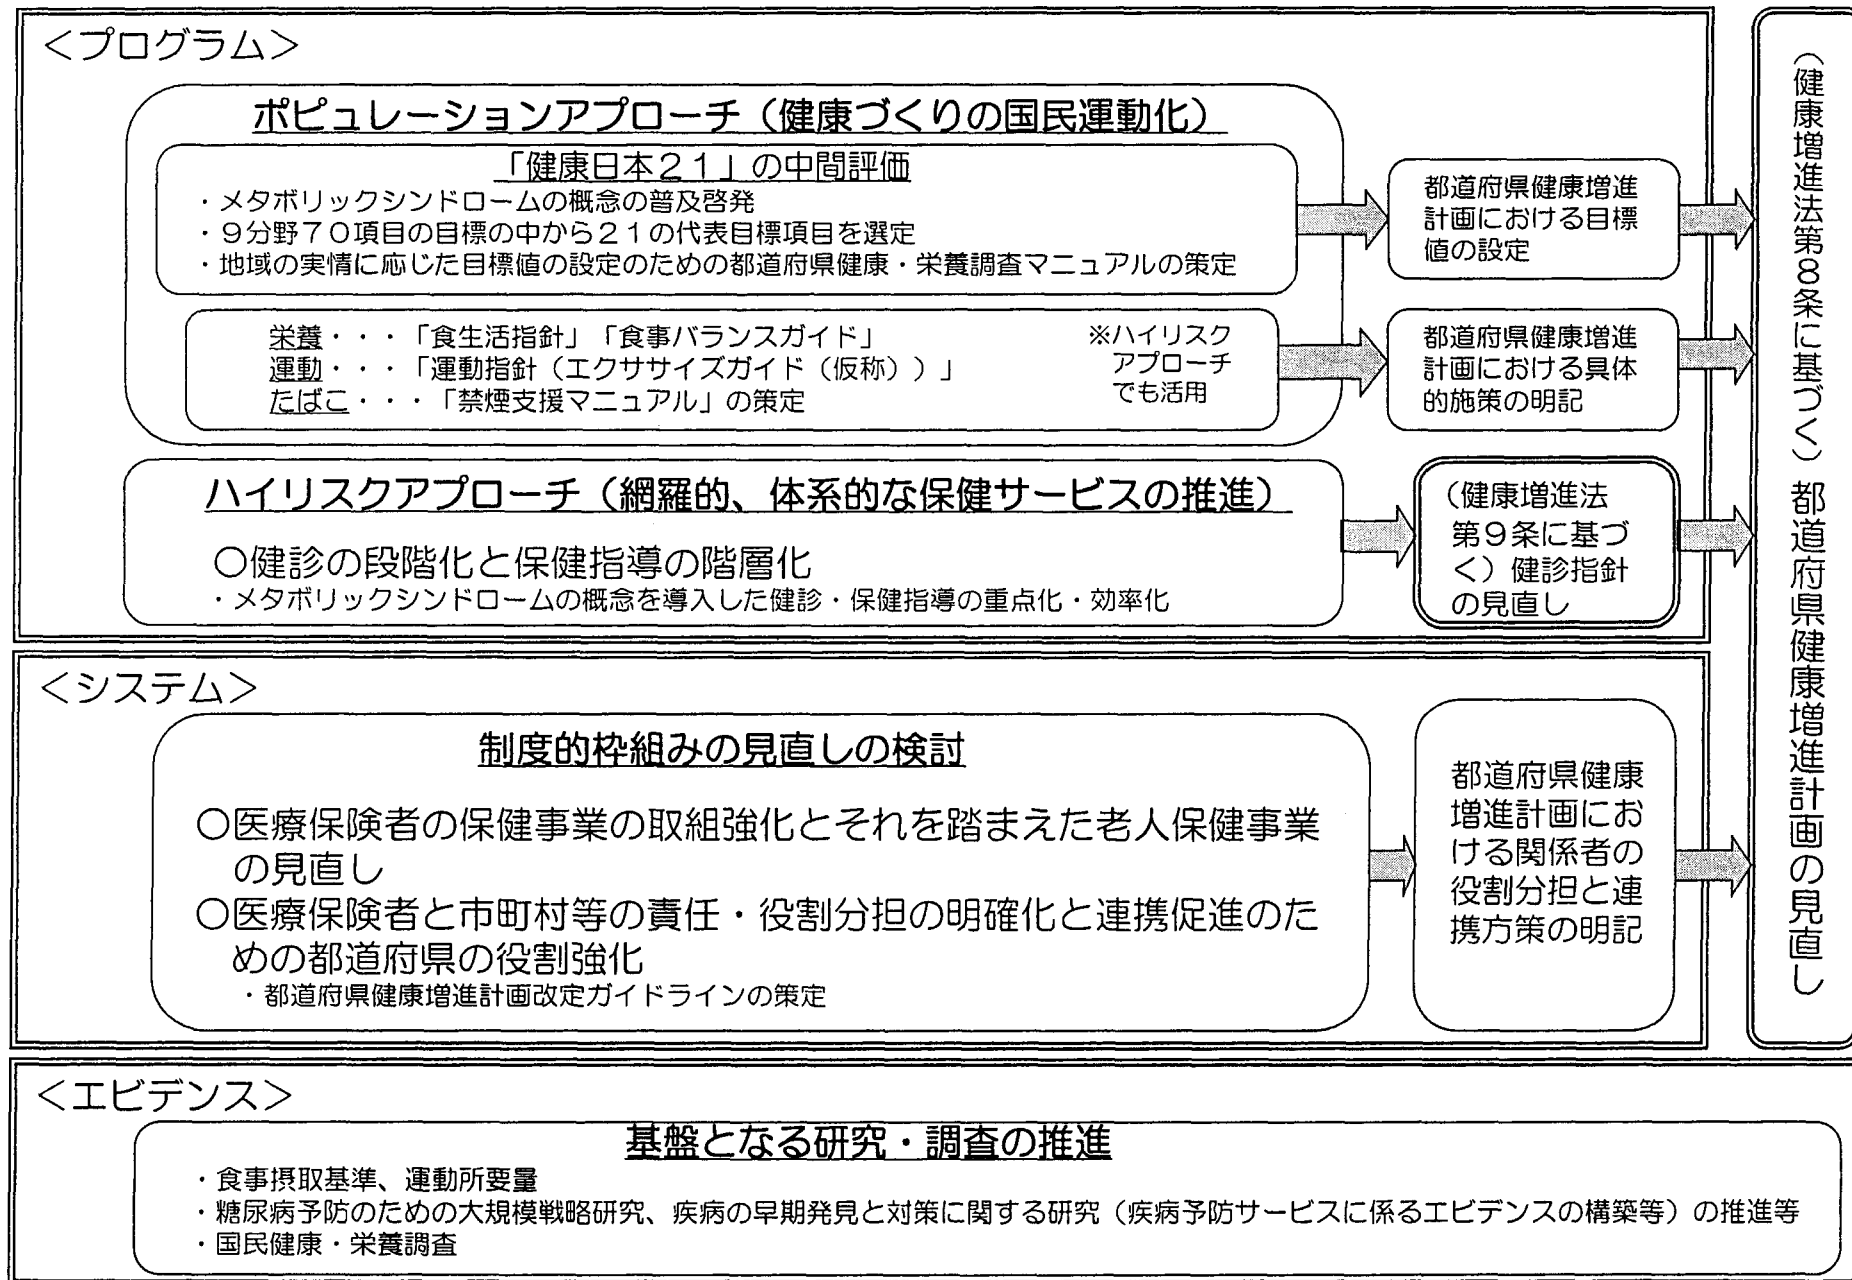 ＜プログラム＞
ポピュレーションアプローチ（健康づくりの国民運動化）
「健康日本２１」の中間評価
・メタボリックシンドロームの概念の普及啓発
・９分野７０項目の目標の中から２１の代表目標項目を選定
・地域の実情に応じた目標値の設定のための都道府県健康・栄養調査マニュアルの策定
都道府県健康増進
計画における目標
値の設定
栄養・・・「食生活指針」「食事バランスガイド」
運動・・・「運動指針（エクササイズガイド（仮称））」
たばこ・・・「禁煙支援マニュアル」の策定
※ハイリスク
アプローチ
でも活用
都道府県健康増進
計画における具体
的施策の明記
ハイリスクアプローチ（網羅的、体系的な保健サービスの推進）
〇健診の段階化と保健指導の階層化
・メタボリックシンドロームの概念を導入した健診・保健指導の重点化・効率化
（健康増進法
第９条に基づ
く）健診指針
の見直し
＜システム＞
制度的枠組みの見直しの検討
〇医療保険者の保健事業の取組強化とそれを踏まえた老人保健事業
の見直し
〇医療保険者と市町村等の責任・役割分担の明確化と連携促進のた
めの都道府県の役割強化
・都道府県健康増進計画改定ガイドラインの策定
都道府県健康
増進計画にお
ける関係者の
役割分担と連
携方策の明記
（健康増進法第８条に基づく）都道府県健康増進計画の見直し
＜エビデンス＞
基盤となる研究・調査の推進
・食事摂取基準、運動所要量
・糖尿病予防のための大規模戦略研究、疾病の早期発見と対策に関する研究（疾病予防サービスに係るエビデンスの構築等）の推進等
・国民健康・栄養調査